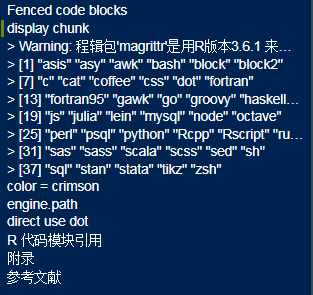 Fenced code blocks
display chunk
> Warning: 程辑包'magrittr'是用R版本3.6.1 来…
> [1] "asis" "asy" "awk" "bash" "block" "block2"
> [7] "c" "cat" "coffee" "css" "dot" "fortran"
> [13] "fortran95" "gawk" "go" "groovy" "haskell…
> [19] "js" "julia" "lein" "mysql" "node" "octave"
> [25] "perl" "psql" "python" "Rcpp" "Rscript" "ru…
> [31] "sas" "sass" "scala" "scss" "sed" "sh"
> [37] "sql" "stan" "stata" "tikz" "zsh"
color = crimson
engine.path
direct use dot
R 代码模块引用
附录
参考文献